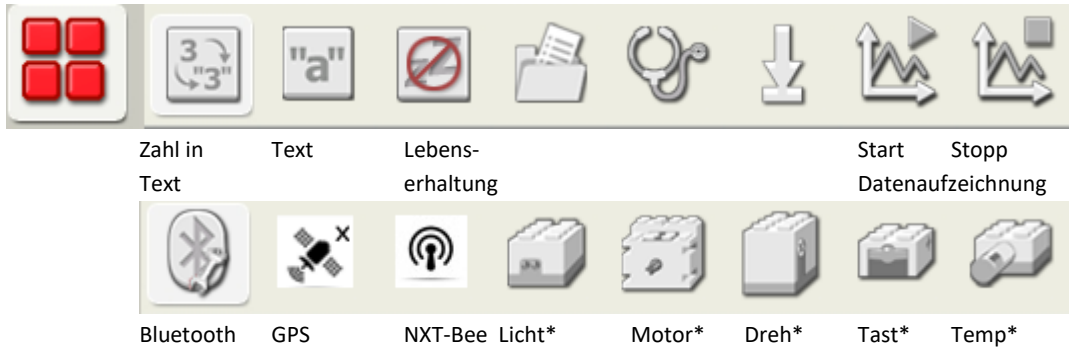 3
"3"
"a"
zZ
Zahl in Text Lebens- Start Stopp
Text erhaltung Datenaufzeichnung
x
Bluetooth GPS NXT-Bee Licht* Motor* Dreh* Tast* Temp*